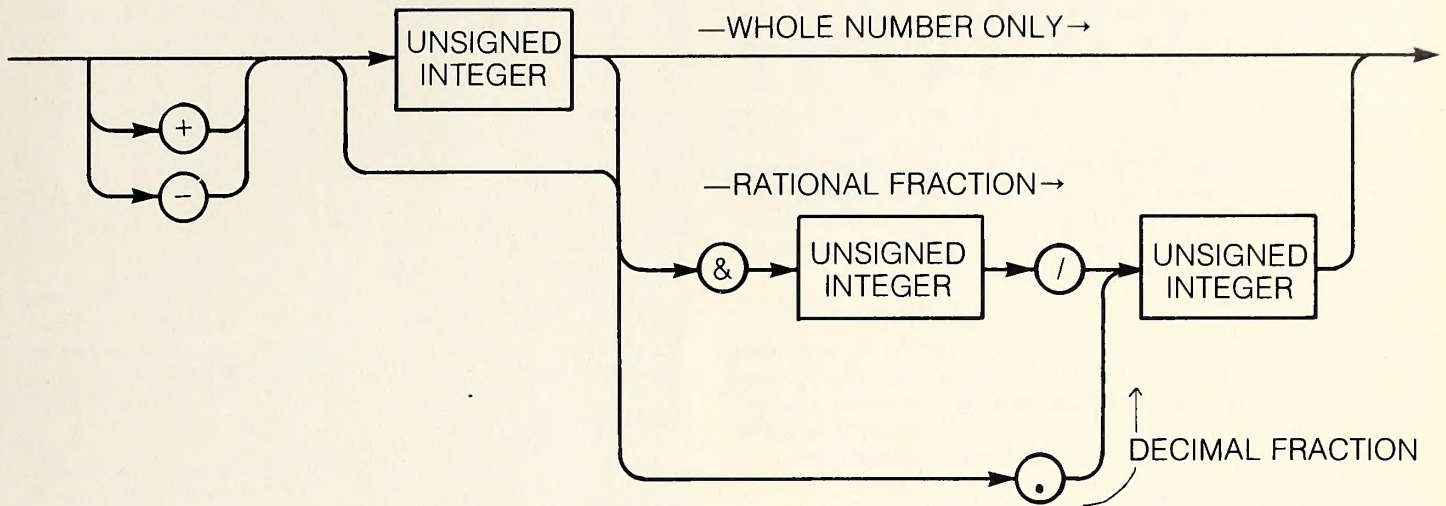 —WHOLE NUMBER ONLY→
UNSIGNED
INTEGER
+
−
—RATIONAL FRACTION→
&
UNSIGNED
INTEGER
/
UNSIGNED
INTEGER
.
DECIMAL FRACTION